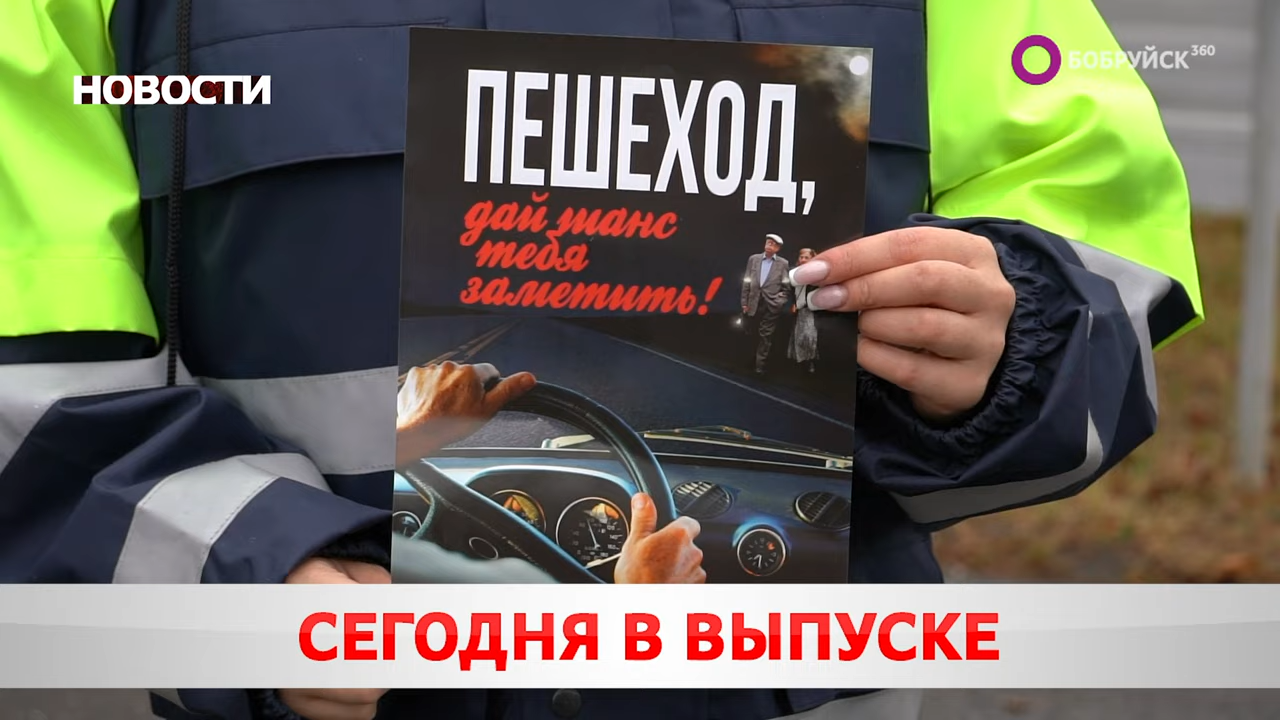 НОВОСТИ
БОБРУЙСК360
ПЕШЕХОД,
дай шанс
тебя
заметить!
СЕГОДНЯ В ВЫПУСКЕ